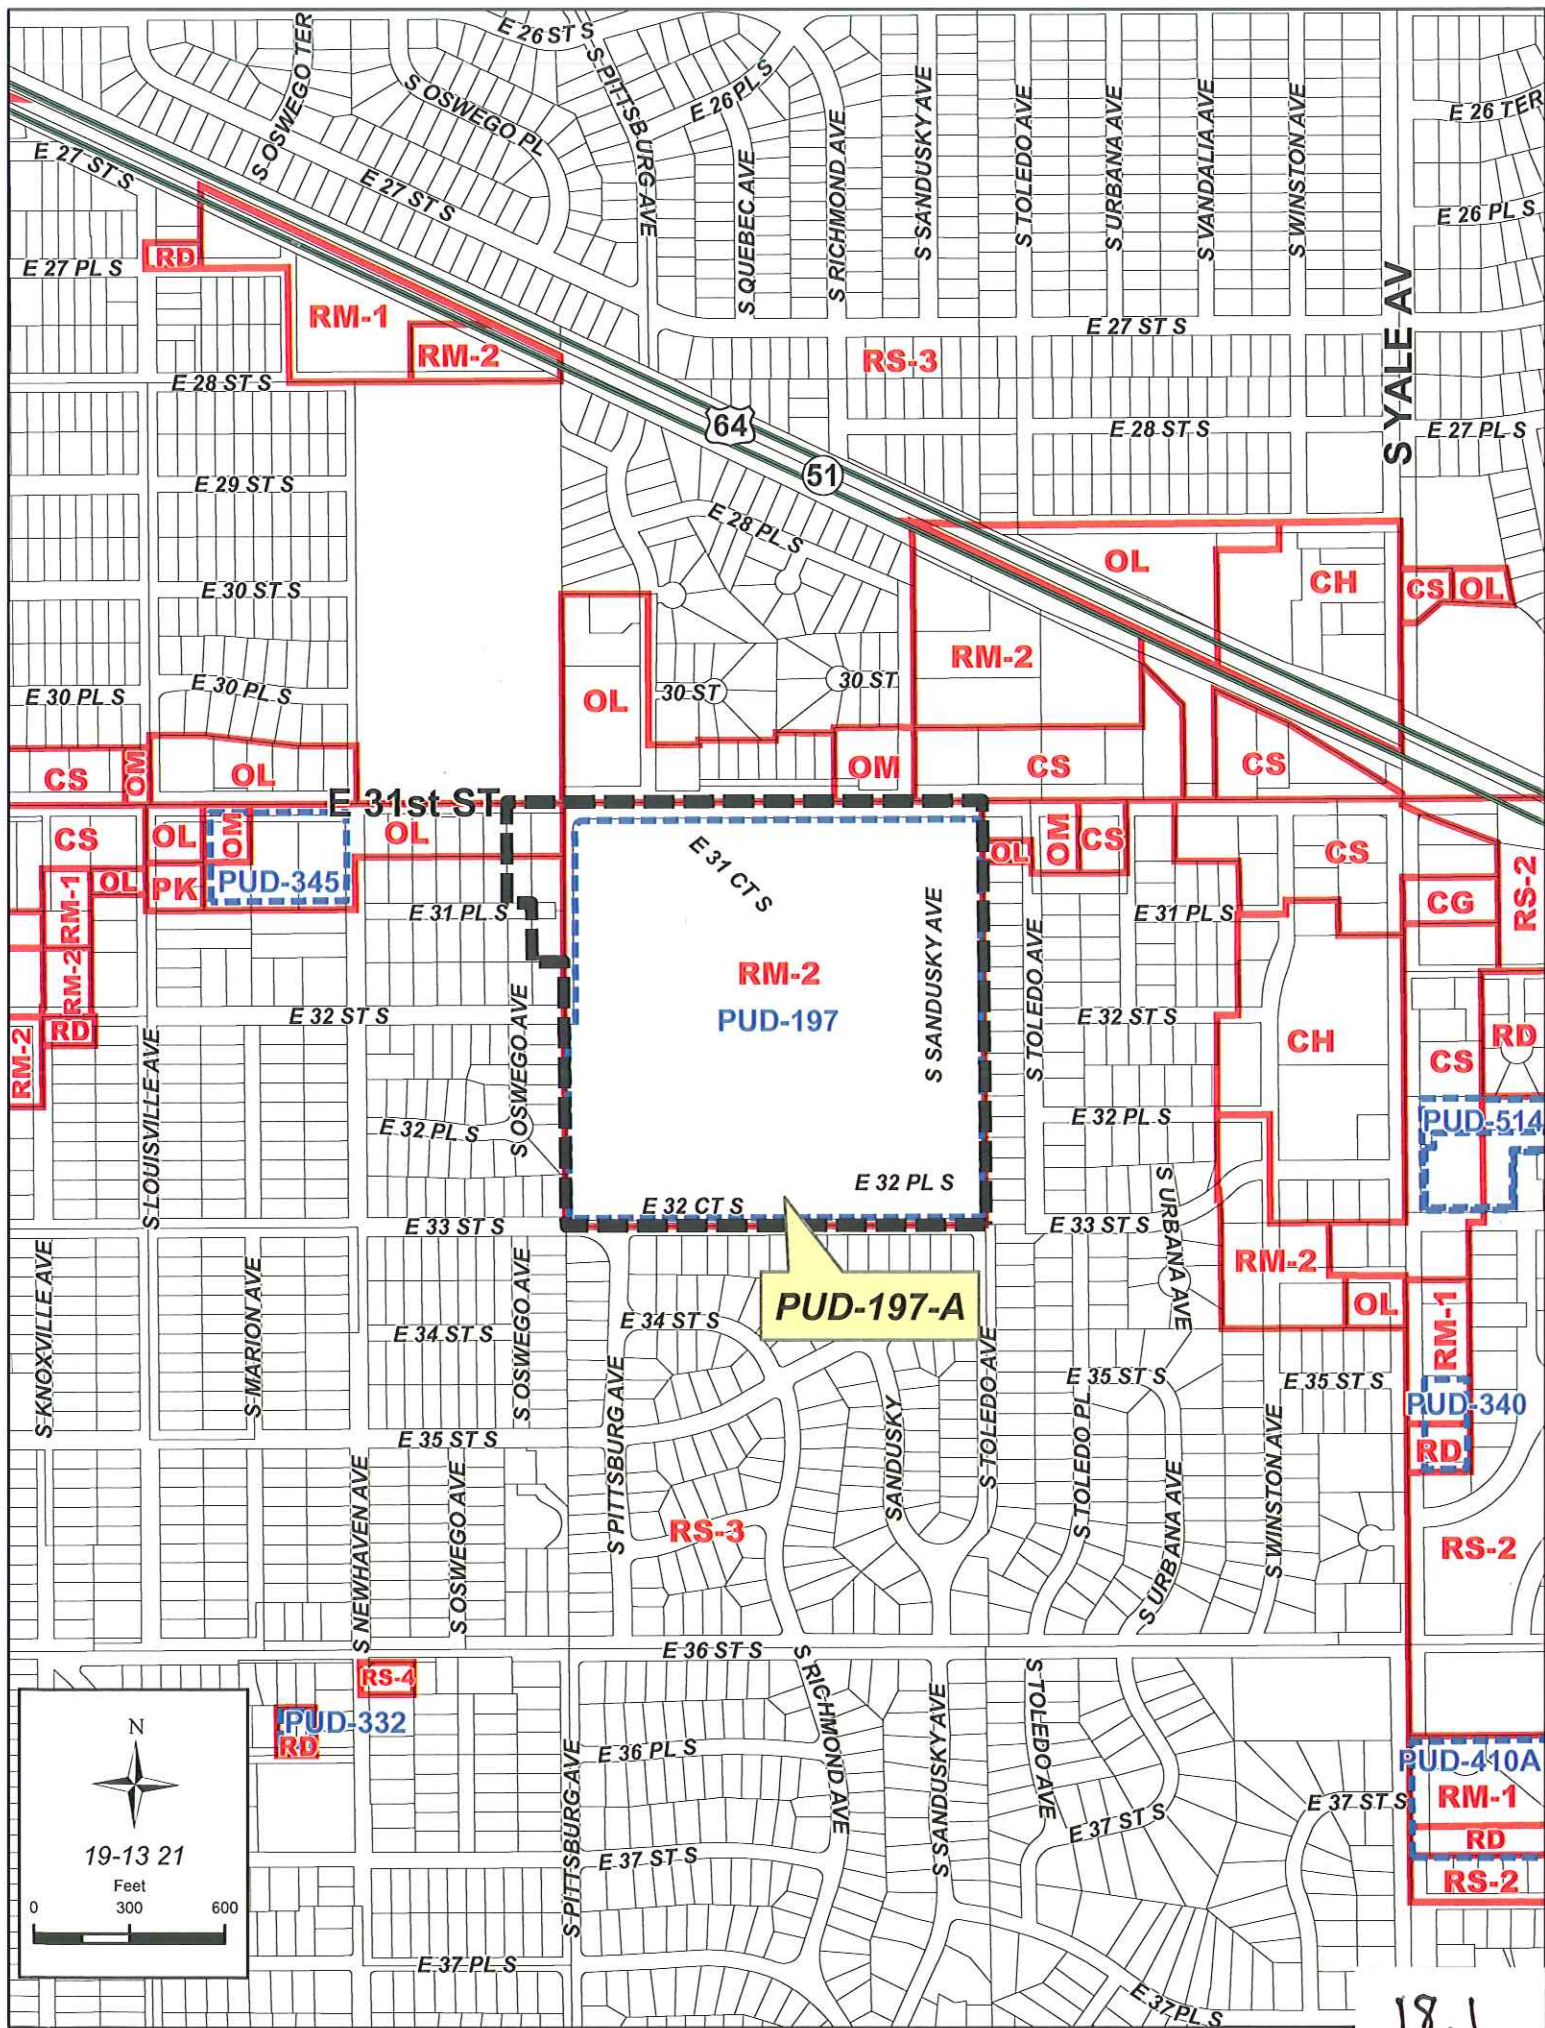 E 26 ST S
S OSWEGO TER
S PITTSBURG AVE
E 26 PL S
S OSWEGO PL
S SANDUSKY AVE
S TOLEDO AVE
S URBANA AVE
S VANDALIA AVE
S WINSTON AVE
E 26 TER
E 27 ST S
E 27 ST S
S QUEBEC AVE
S RICHMOND AVE
E 26 PL S
RD
E 27 PL S
RM-1
RM-2
E 27 ST S
RS-3
S YALE AV
E 28 ST S
64
E 28 ST S
E 27 PL S
51
E 29 ST S
E 28 PL S
OL
CH
CS
OL
E 30 ST S
RM-2
E 30 PL S
E 30 PL S
OL
30 ST
30 ST
CS
OM
OL
OM
CS
CS
E 31st ST
CS
OL
OM
OL
E 31 CT S
OL
OM
CS
CS
RS-2
PUD-345
OL
PK
RM-1
E 31 PL S
S SANDUSKY AVE
E 31 PL S
CG
RM-2
RM-2
PUD-197
S TOLEDO AVE
E 32 ST S
S OSWEGO AVE
E 32 ST S
RD
RM-2
CH
RD
CS
S LOUISVILLE AVE
E 32 PL S
E 32 PL S
PUD-514
E 32 PL S
E 32 CT S
S URBANA AVE
E 33 ST S
E 33 ST S
S KNOXVILLE AVE
S MARION AVE
S OSWEGO AVE
RM-2
PUD-197-A
OL
RM-1
E 34 ST S
E 34 ST S
S PITTSBURG AVE
S TOLEDO AVE
E 35 ST S
E 35 ST S
PUD-340
SANDUSKY
S TOLEDO PL
S WINSTON AVE
E 35 ST S
RD
S NEWHAVEN AVE
S OSWEGO AVE
RS-3
S URBANA AVE
RS-2
E 36 ST S
RS-4
S RICHMOND AVE
S SANDUSKY AVE
S TOLEDO AVE
PUD-332
RD
N
E 36 PL S
S PITTSBURG AVE
PUD-410A
RM-1
E 37 ST S
E 37 ST S
RD
19-13 21
E 37 ST S
RS-2
Feet
0 300 600
E 37 PL S
E 37 PL S
18.1